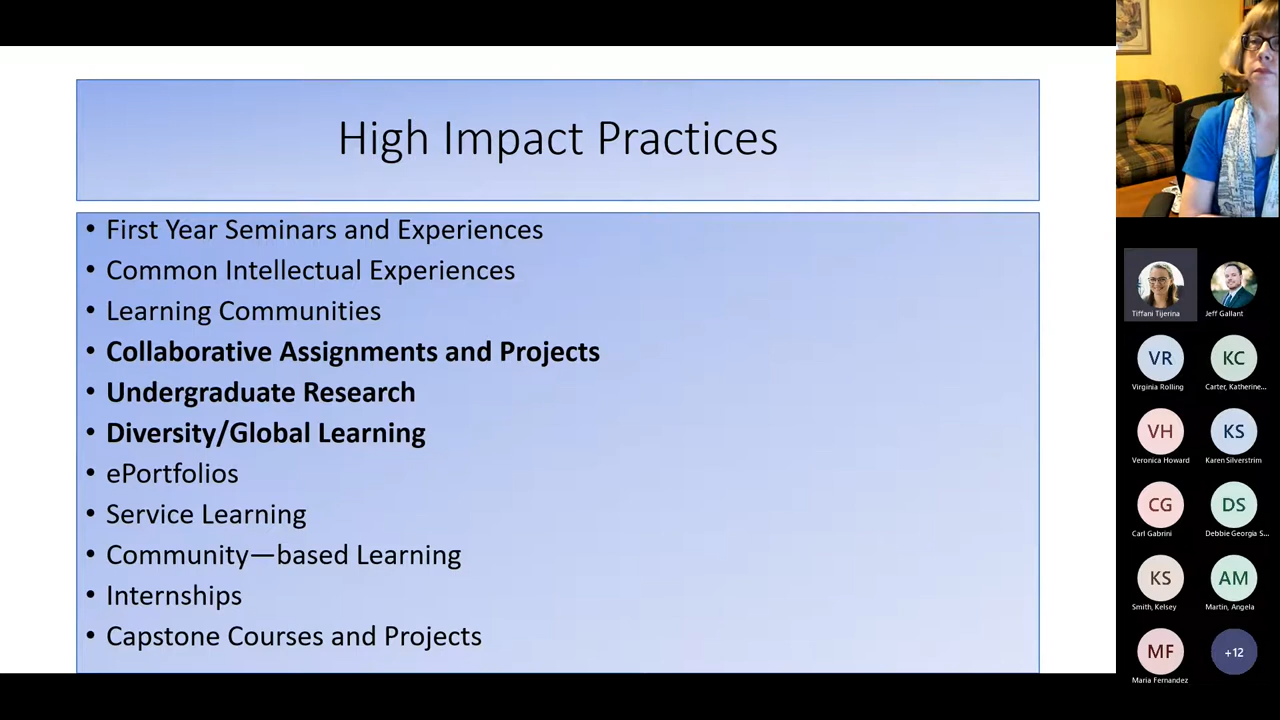 High Impact Practices
• First Year Seminars and Experiences
• Common Intellectual Experiences
• Learning Communities
• Collaborative Assignments and Projects
• Undergraduate Research
• Diversity/Global Learning
• ePortfolios
• Service Learning
• Community—based Learning
• Internships
• Capstone Courses and Projects
Tiffani Tijerina
Jeff Gallant
VR
KC
Virginia Rolling
Carter, Katherine...
VH
KS
Veronica Howard
Karen Silverstrim
CG
DS
Carl Gabrini
Debbie Georgia S...
KS
AM
Smith, Kelsey
Martin, Angela
MF
+12
Maria Fernandez